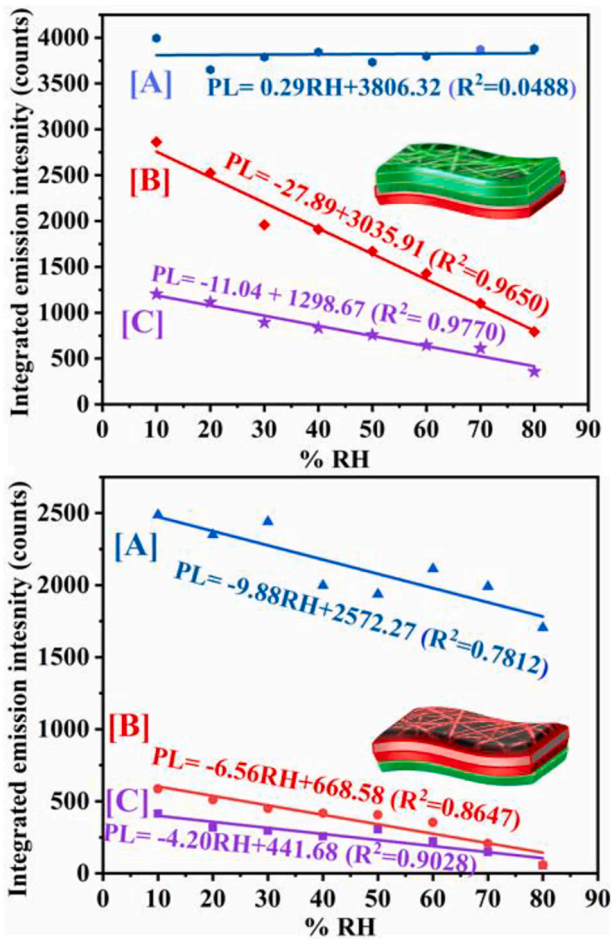 Integrated emission intesnity (counts)
4000
3500
3000
2500
2000
1500
1000
500
0
[A]
PL= 0.29RH+3806.32 (R²=0.0488)
[B]
PL= -27.89+3035.91 (R²=0.9650)
[C]
PL= -11.04 + 1298.67 (R²= 0.9770)
0 10 20 30 40 50 60 70 80 90
% RH
Integrated emission intesnity (counts)
2500
2000
1500
1000
500
0
[A]
PL= -9.88RH+2572.27 (R²=0.7812)
[B]
PL= -6.56RH+668.58 (R²=0.8647)
[C]
PL= -4.20RH+441.68 (R²=0.9028)
0 10 20 30 40 50 60 70 80 90
% RH